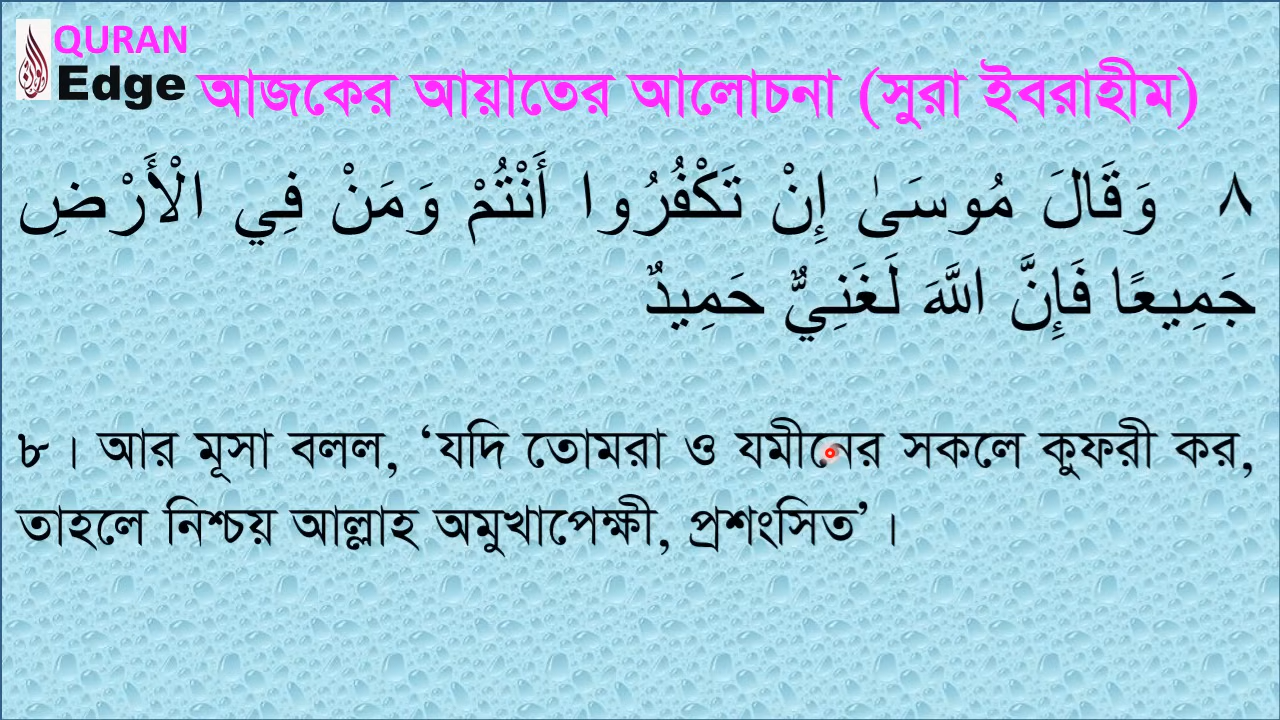 QURAN
Edge
আজকের আয়াতের আলোচনা (সুরা ইবরাহীম)
٨ وَقَالَ مُوسَىٰ إِنْ تَكْفُرُوا أَنْتُمْ وَمَنْ فِي الْأَرْضِ
جَمِيعًا فَإِنَّ اللَّهَ لَغَنِيٌّ حَمِيدٌ
৮। আর মূসা বলল, ‘যদি তোমরা ও যমীনের সকলে কুফরী কর,
তাহলে নিশ্চয় আল্লাহ অমুখাপেক্ষী, প্রশংসিত’।